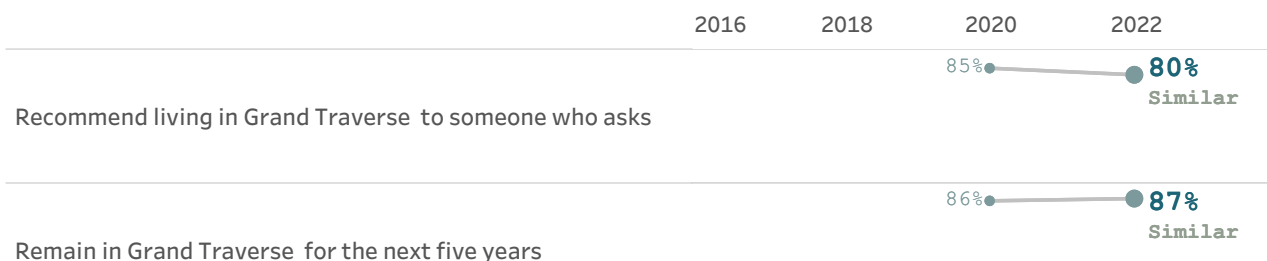 2016 2018 2020 2022
85% 80%
Similar
Recommend living in Grand Traverse to someone who asks
86% 87%
Similar
Remain in Grand Traverse for the next five years